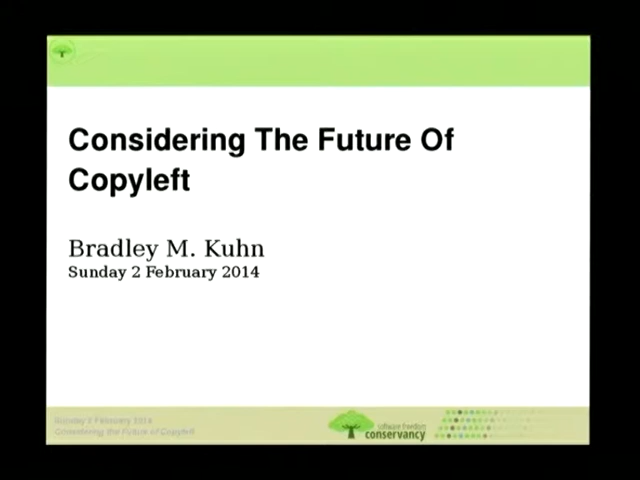 Considering The Future Of
Copyleft
Bradley M. Kuhn
Sunday 2 February 2014
Sunday 2 February 2014
Considering the Future of Copyleft
software freedom
conservancy